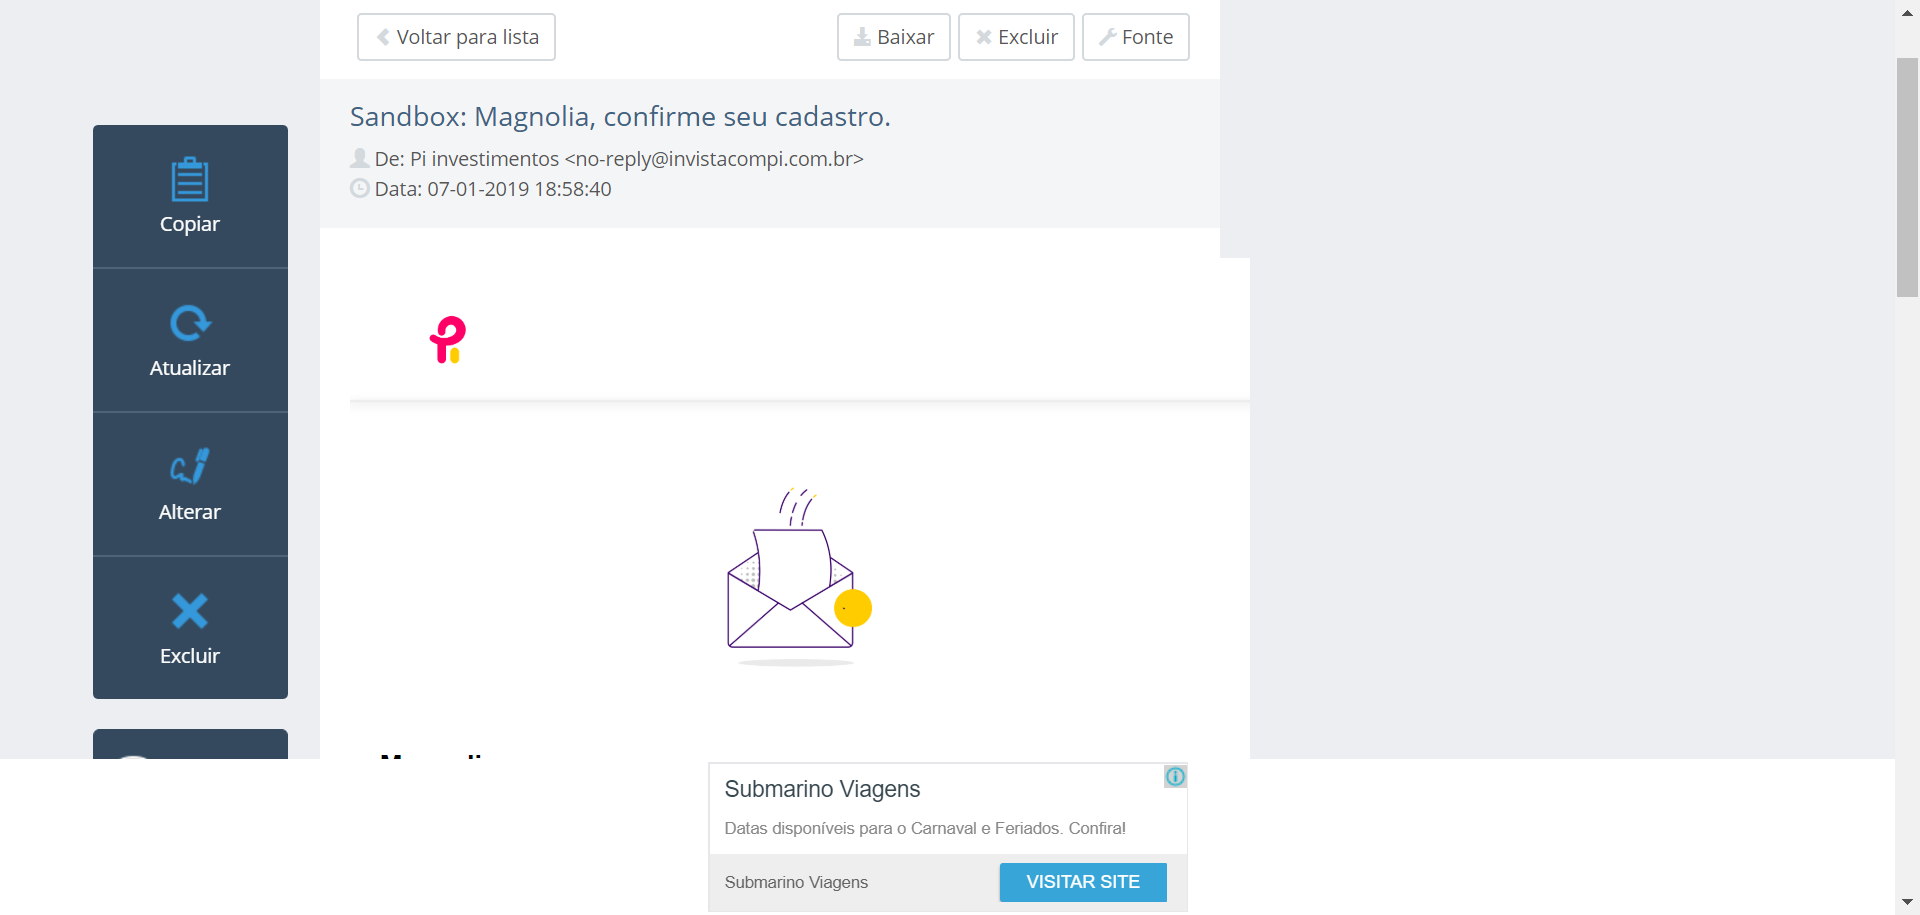 Voltar para lista
Baixar
Excluir
Fonte
Sandbox: Magnolia, confirme seu cadastro.
De: Pi investimentos <no-reply@invistacompi.com.br>
Data: 07-01-2019 18:58:40
Copiar
Atualizar
Alterar
Excluir
Submarino Viagens
Datas disponíveis para o Carnaval e Feriados. Confira!
Submarino Viagens
VISITAR SITE